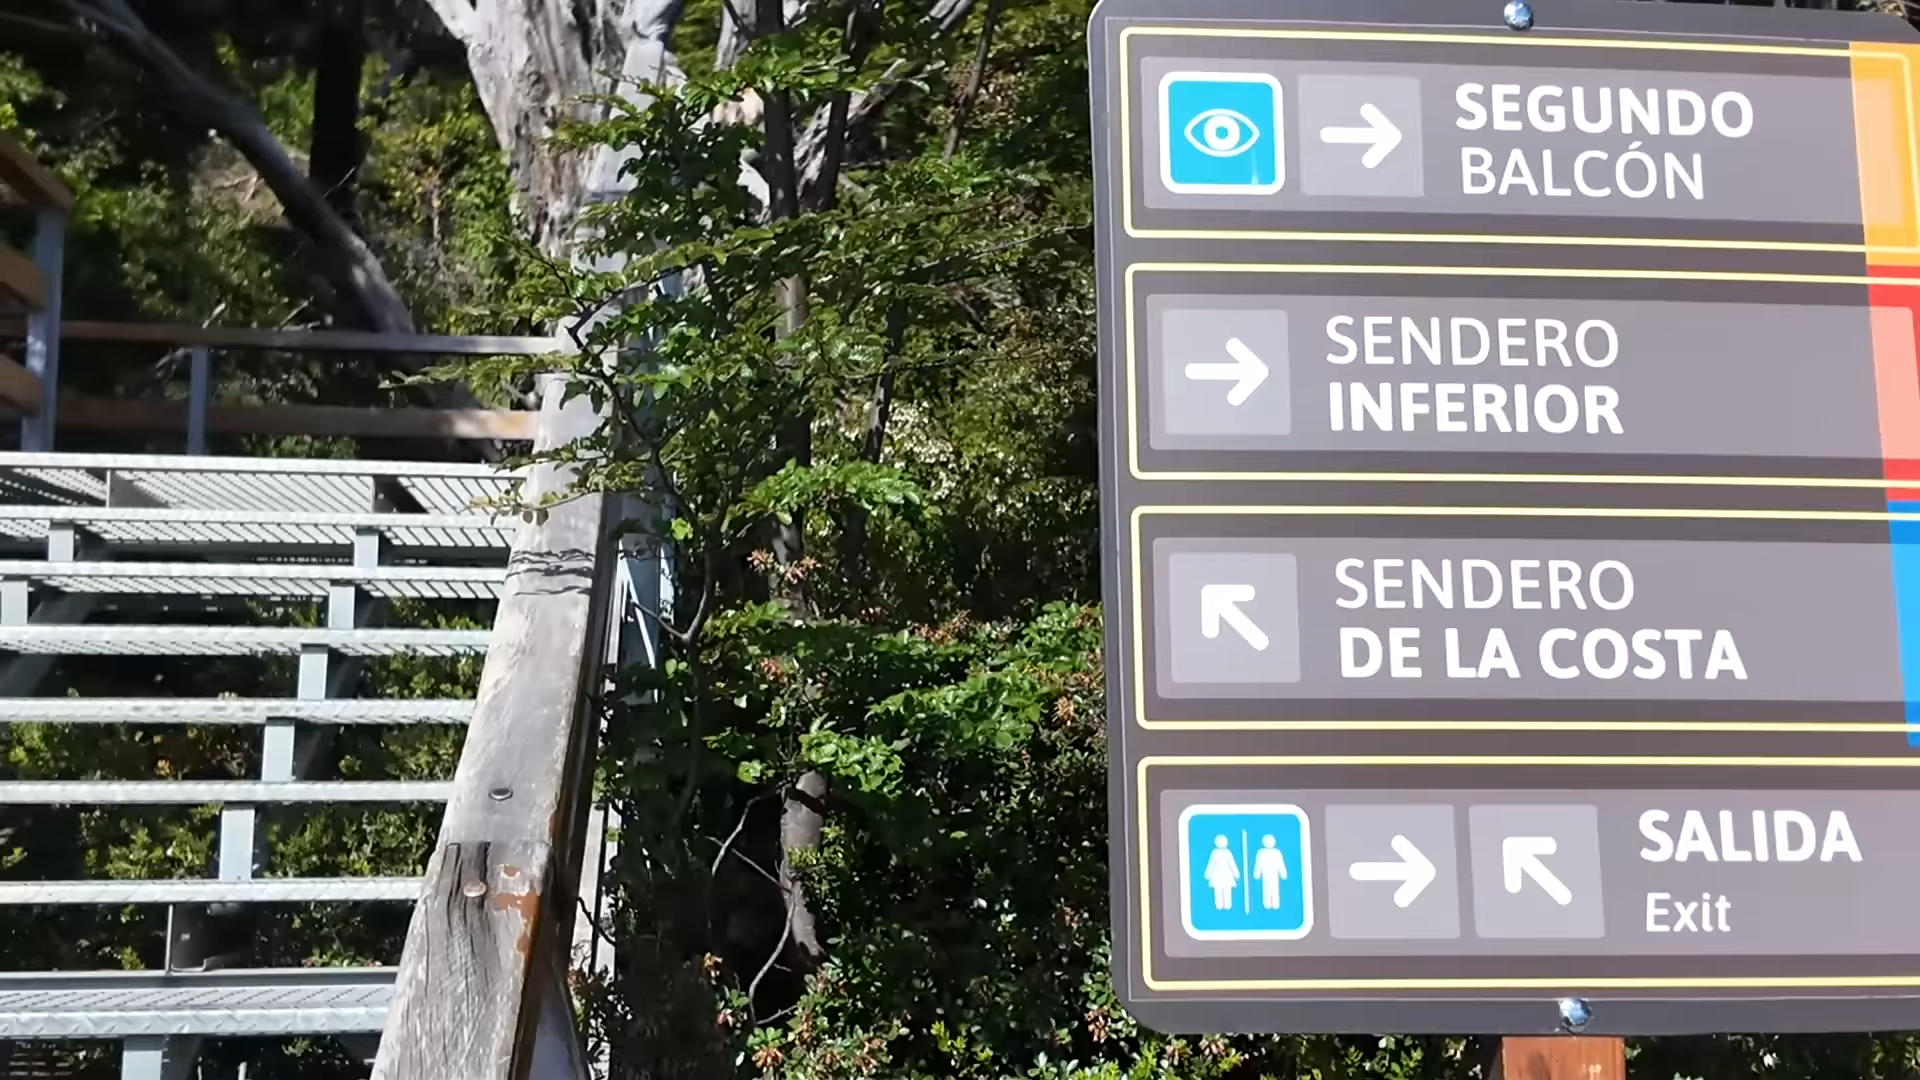 SEGUNDO
BALCÓN
SENDERO
INFERIOR
SENDERO
DE LA COSTA
SALIDA
Exit